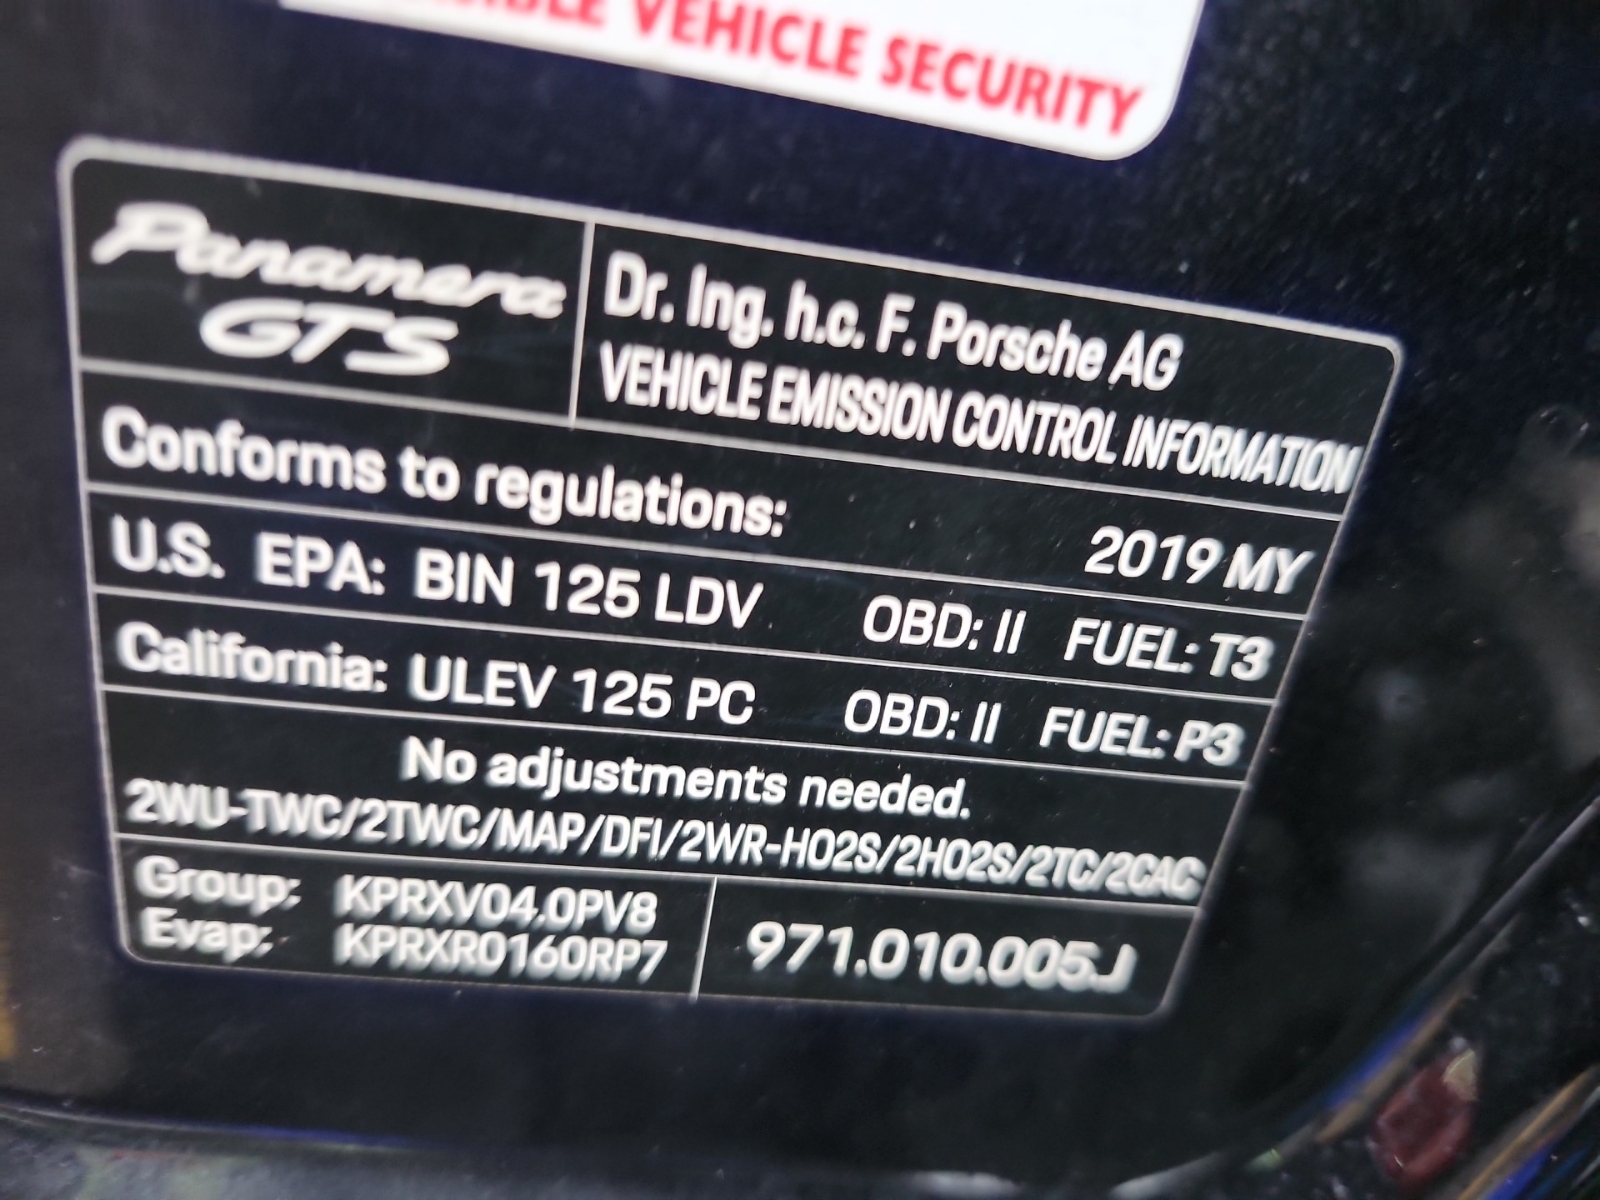 VEHICLE SECURITY
Panamera
GTS
Dr. Ing. h.c. F. Porsche AG
VEHICLE EMISSION CONTROL INFORMATION
Conforms to regulations: 2019 MY
U.S. EPA: BIN 125 LDV OBD: II FUEL: T3
California: ULEV 125 PC OBD: II FUEL: P3
No adjustments needed.
2WU-TWC/2TWC/MAP/DFI/2WR-HO2S/2HO2S/2TC/2CAC
Group: KPRXV04.0PV8
Evap: KPRXR0160RP7
971.010.005.J